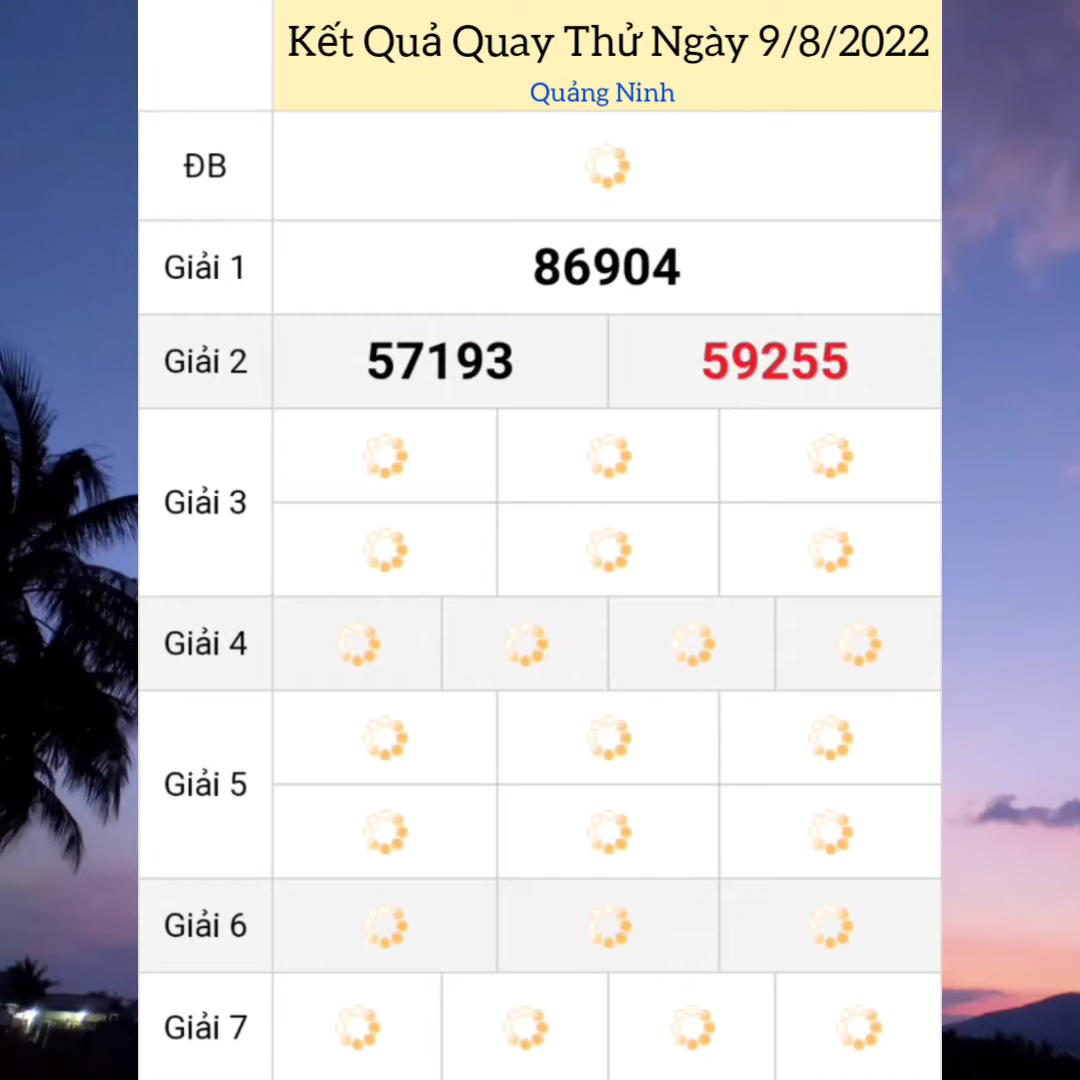 Kết Quả Quay Thử Ngày 9/8/2022
Quảng Ninh
ĐB
Giải 1
86904
Giải 2
57193 59255
Giải 3
Giải 4
Giải 5
Giải 6
Giải 7